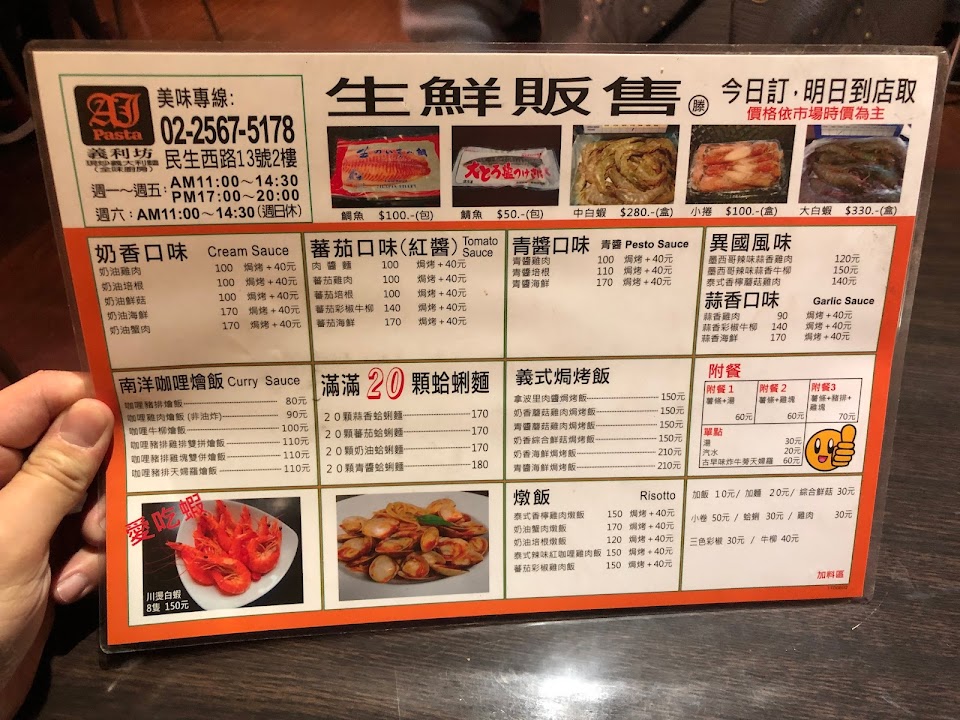 AJ
Pasta
義利坊
現炒義大利麵
(全味廚房)
美味專線:
02-2567-5178
民生西路13號2樓
週一～週五: AM11:00～14:30
PM17:00～20:00
週六: AM11:00～14:30(週日休)
生鮮販售
勝
今日訂,明日到店取
價格依市場時價為主
鯛魚 $100.-(包)
鯖魚 $50.-(包)
中白蝦 $280.-(盒)
小捲 $100.-(盒)
大白蝦 $330.-(盒)
奶香口味 Cream Sauce
奶油雞肉 100 焗烤+40元
奶油培根 100 焗烤+40元
奶油鮮菇 100 焗烤+40元
奶油海鮮 170 焗烤+40元
奶油蟹肉 170 焗烤+40元
蕃茄口味(紅醬) Tomato Sauce
肉醬麵 100 焗烤+40元
蕃茄雞肉 100 焗烤+40元
蕃茄培根 100 焗烤+40元
蕃茄彩椒牛柳 140 焗烤+40元
蕃茄海鮮 170 焗烤+40元
青醬口味 青醬 Pesto Sauce
青醬雞肉 100 焗烤+40元
青醬培根 110 焗烤+40元
青醬海鮮 170 焗烤+40元
異國風味
墨西哥辣味蒜香雞肉 120元
墨西哥辣味蒜香牛柳 150元
泰式香檸蘑菇雞肉 140元
蒜香口味 Garlic Sauce
蒜香雞肉 90 焗烤+40元
蒜香彩椒牛柳 140 焗烤+40元
蒜香海鮮 170 焗烤+40元
南洋咖哩燴飯 Curry Sauce
咖哩豬排燴飯 80元
咖哩雞肉燴飯 (非油炸) 90元
咖哩牛柳燴飯 100元
咖哩豬排雞排雙拼燴飯 110元
咖哩豬排雞塊雙併燴飯 110元
咖哩豬排天婦羅燴飯 110元
滿滿20顆蛤蜊麵
20顆蒜香蛤蜊麵 170
20顆蕃茄蛤蜊麵 170
20顆奶油蛤蜊麵 170
20顆青醬蛤蜊麵 180
義式焗烤飯
拿波里肉醬焗烤飯 150元
奶香蘑菇雞肉焗烤飯 150元
青醬蘑菇雞肉焗烤飯 150元
奶香綜合鮮菇焗烤飯 150元
奶香海鮮焗烤飯 210元
青醬海鮮焗烤飯 210元
附餐
附餐1 附餐2 附餐3
薯條+湯 薯條+雞塊 薯條+豬排+雞塊
60元 60元 70元
單點
湯 30元
汽水 20元
古早味炸牛蒡天婦羅 60元
愛吃蝦
川燙白蝦
8隻 150元
燉飯 Risotto
泰式香檸雞肉燉飯 150 焗烤+40元
奶油蟹肉燉飯 170 焗烤+40元
奶油培根燉飯 120 焗烤+40元
泰式辣味紅咖哩雞肉飯 150 焗烤+40元
蕃茄彩椒雞肉飯 150 焗烤+40元
加飯 10元/ 加麵 20元/ 綜合鮮菇 30元
小卷 50元 / 蛤蜊 30元 / 雞肉 30元
三色彩椒 30元 / 牛柳 40元
加料區